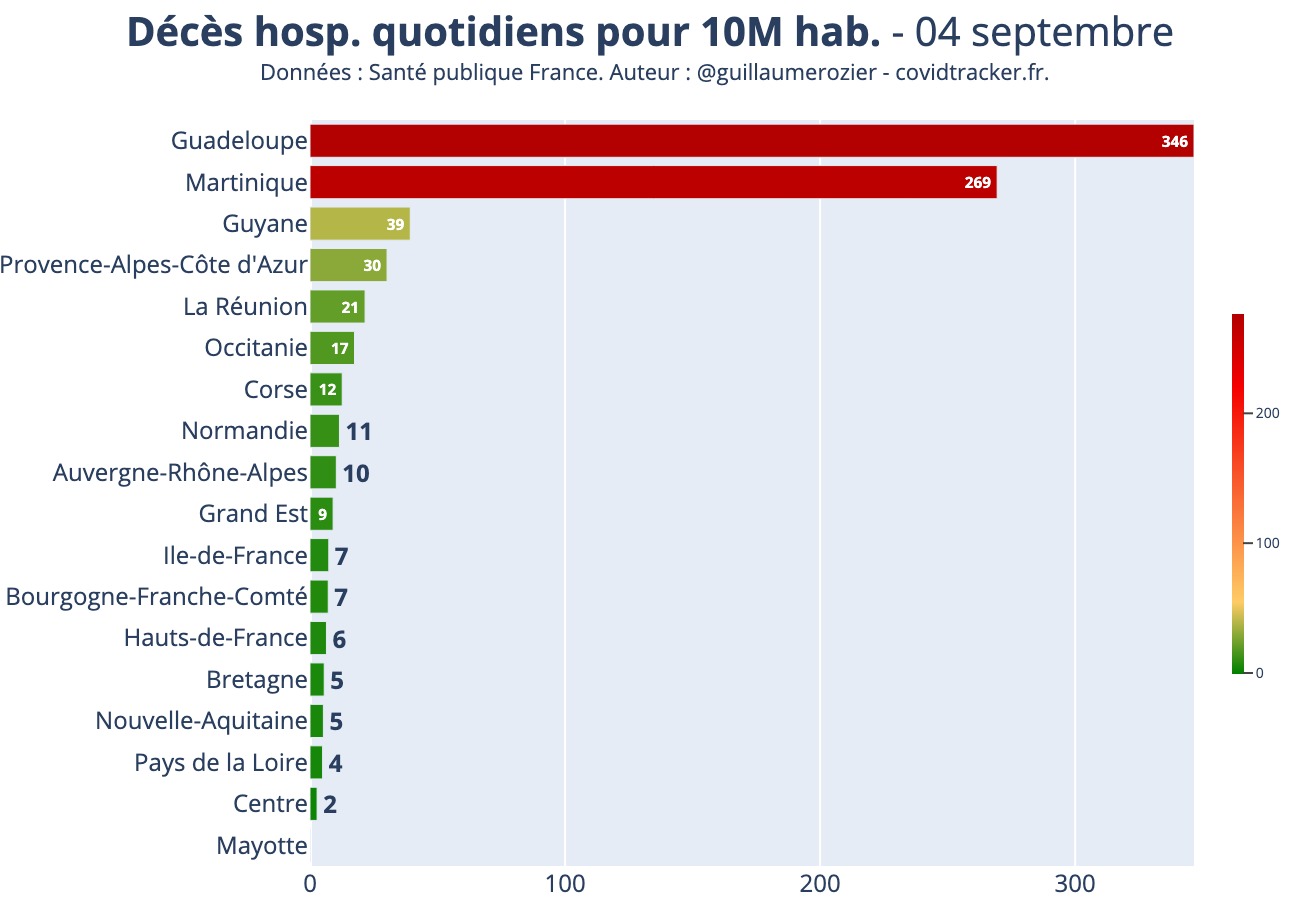 Décès hosp. quotidiens pour 10M hab. - 04 septembre
Données : Santé publique France. Auteur : @guillaumerozier - covidtracker.fr.
Guadeloupe 346
Martinique 269
Guyane 39
Provence-Alpes-Côte d'Azur 30
La Réunion 21
Occitanie 17
Corse 12
Normandie 11
Auvergne-Rhône-Alpes 10
Grand Est 9
Ile-de-France 7
Bourgogne-Franche-Comté 7
Hauts-de-France 6
Bretagne 5
Nouvelle-Aquitaine 5
Pays de la Loire 4
Centre 2
Mayotte
0 100 200 300
200
100
0